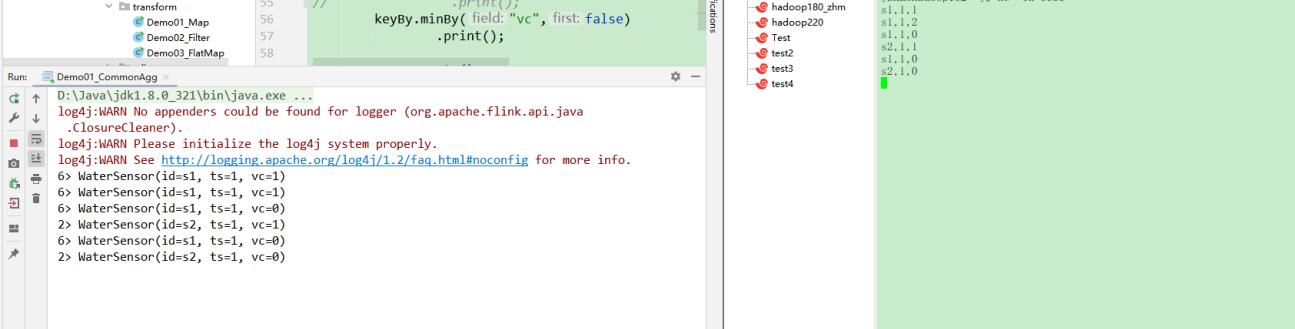 transform
Demo01_Map
Demo02_Filter
Demo03_FlatMap
55 // .print();
56 keyBy.minBy( field: "vc", first: false)
57 .print();
58
fications
Run: Demo01_CommonAgg ×
D:\Java\jdk1.8.0_321\bin\java.exe ...
log4j:WARN No appenders could be found for logger (org.apache.flink.api.java
.ClosureCleaner).
log4j:WARN Please initialize the log4j system properly.
log4j:WARN See http://logging.apache.org/log4j/1.2/faq.html#noconfig for more info.
6> WaterSensor(id=s1, ts=1, vc=1)
6> WaterSensor(id=s1, ts=1, vc=1)
6> WaterSensor(id=s1, ts=1, vc=0)
2> WaterSensor(id=s2, ts=1, vc=1)
6> WaterSensor(id=s1, ts=1, vc=0)
2> WaterSensor(id=s2, ts=1, vc=0)
hadoop180_zhm
hadoop220
Test
test2
test3
test4
s1,1,1
s1,1,2
s1,1,0
s2,1,1
s1,1,0
s2,1,0